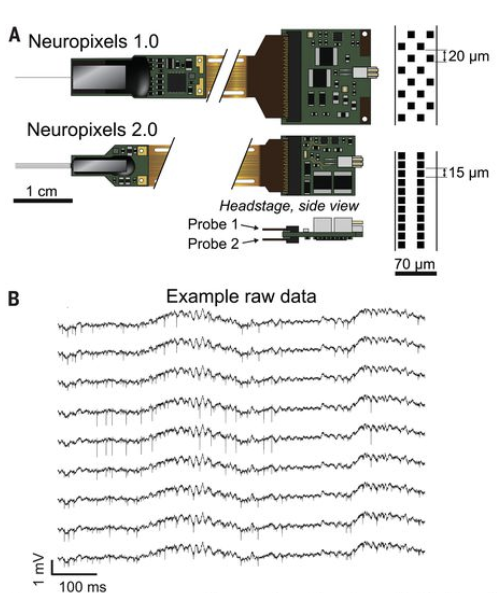 A
Neuropixels 1.0
20 µm
Neuropixels 2.0
15 µm
1 cm
Headstage, side view
Probe 1
Probe 2
70 µm
B
Example raw data
1 mV
100 ms